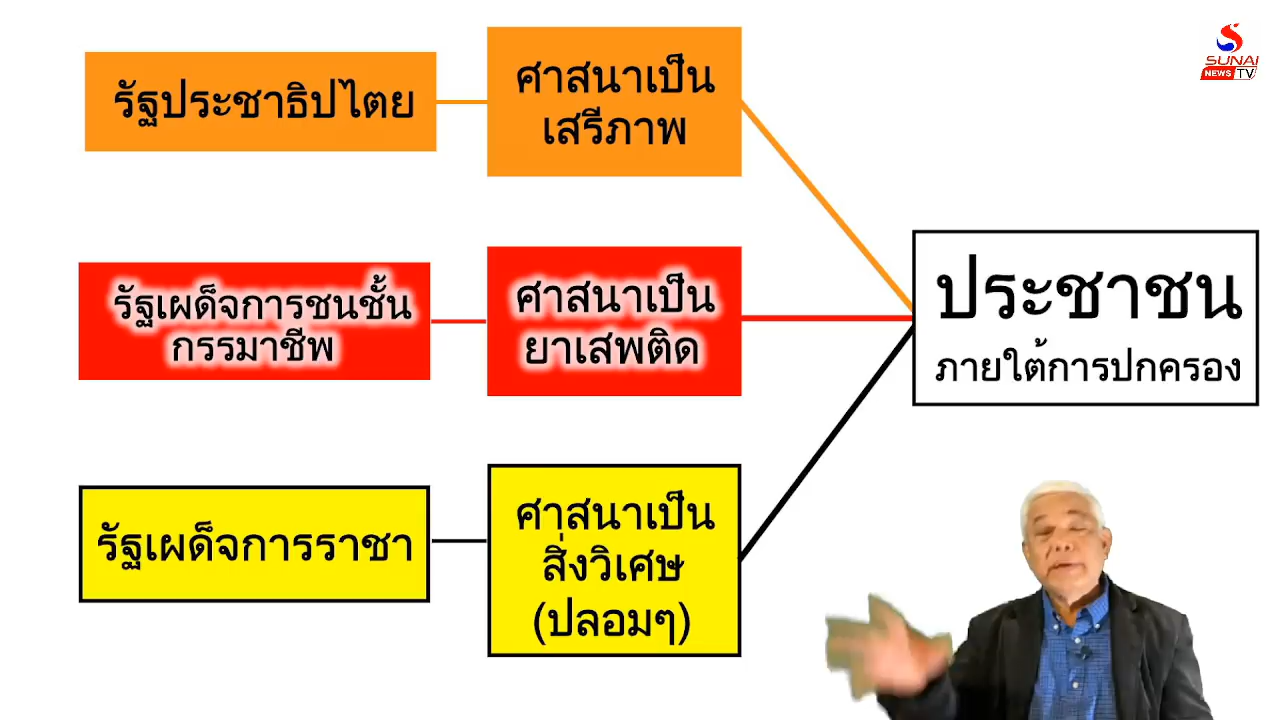 SUNAI
NEWS TV
รัฐประชาธิปไตย
ศาสนาเป็น
เสรีภาพ
รัฐเผด็จการชนชั้น
กรรมาชีพ
ศาสนาเป็น
ยาเสพติด
ประชาชน
ภายใต้การปกครอง
รัฐเผด็จการราชา
ศาสนาเป็น
สิ่งวิเศษ
(ปลอมๆ)